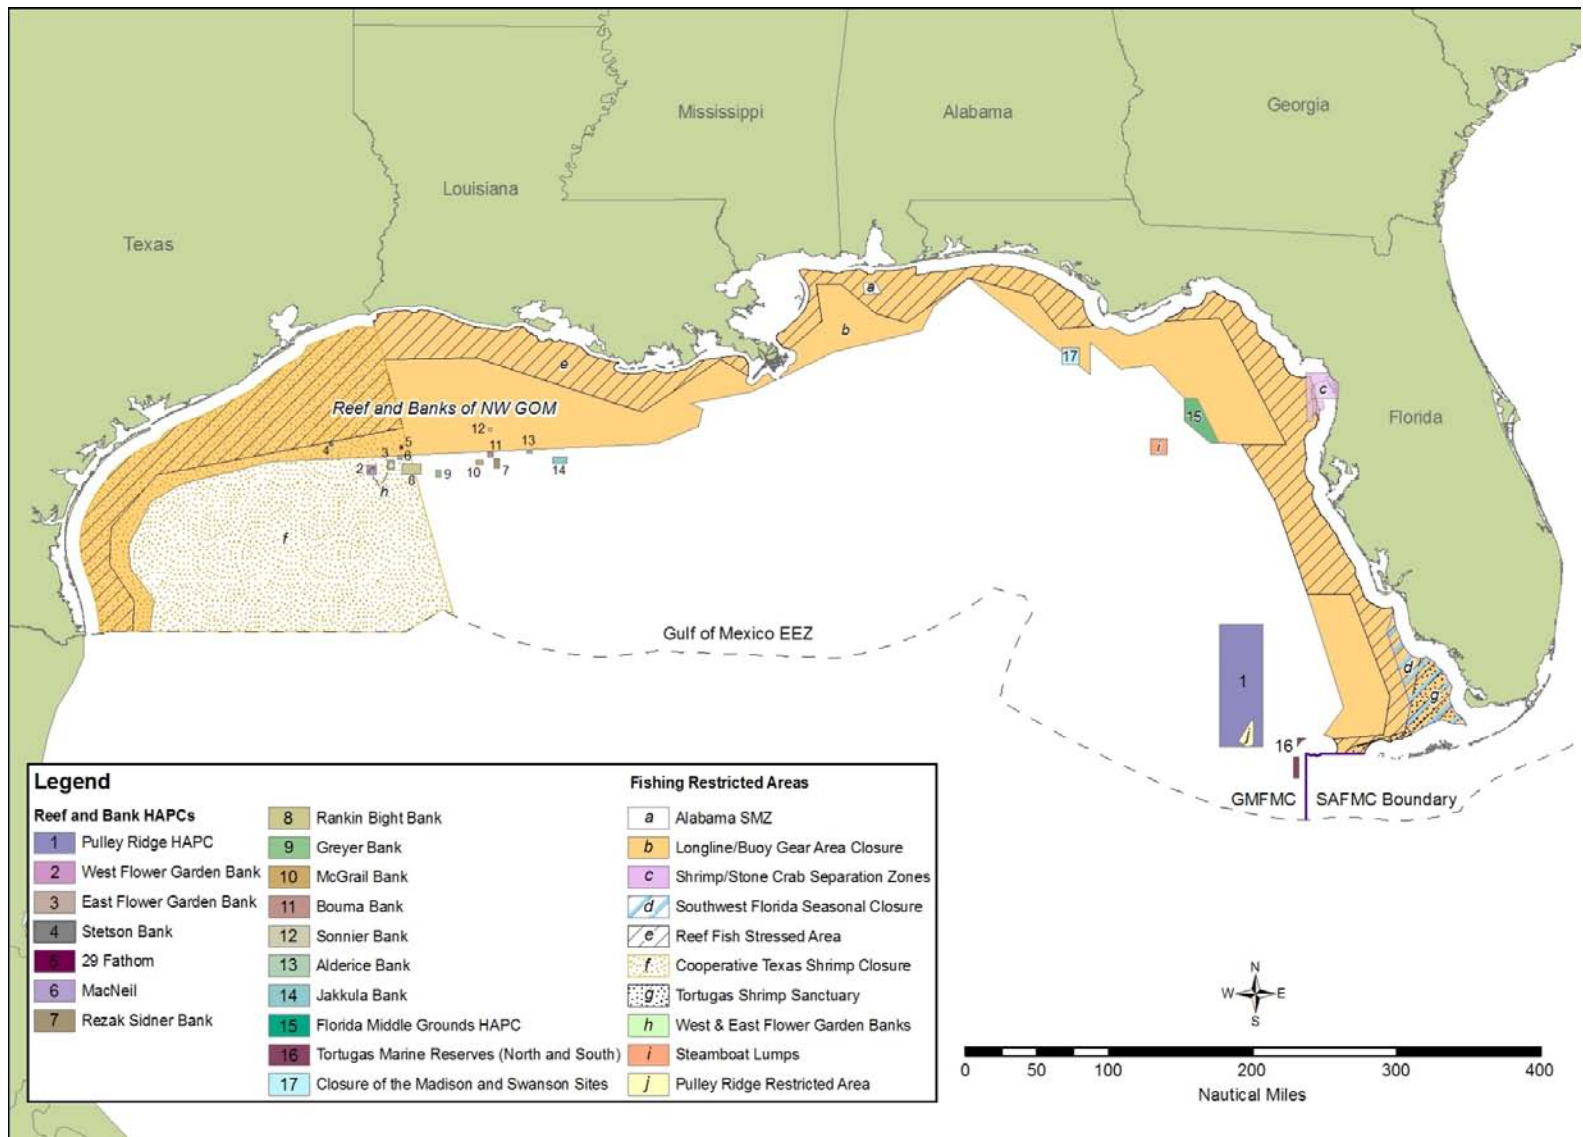 Mississippi
Alabama
Georgia
Louisiana
Texas
Florida
a
b
17
e
c
Reef and Banks of NW GOM
15
12
5
13
4
6
3
11
i
2
8
9
10
7
14
h
f
Gulf of Mexico EEZ
1
d
g
j
16
GMFMC
SAFMC Boundary
Legend
Reef and Bank HAPCs
1 Pulley Ridge HAPC
2 West Flower Garden Bank
3 East Flower Garden Bank
4 Stetson Bank
5 29 Fathom
6 MacNeil
7 Rezak Sidner Bank
8 Rankin Bight Bank
9 Greyer Bank
10 McGrail Bank
11 Bouma Bank
12 Sonnier Bank
13 Alderice Bank
14 Jakkula Bank
15 Florida Middle Grounds HAPC
16 Tortugas Marine Reserves (North and South)
17 Closure of the Madison and Swanson Sites
Fishing Restricted Areas
a Alabama SMZ
b Longline/Buoy Gear Area Closure
c Shrimp/Stone Crab Separation Zones
d Southwest Florida Seasonal Closure
e Reef Fish Stressed Area
f Cooperative Texas Shrimp Closure
g Tortugas Shrimp Sanctuary
h West & East Flower Garden Banks
i Steamboat Lumps
j Pulley Ridge Restricted Area
N
W E
S
0 50 100 200 300 400
Nautical Miles